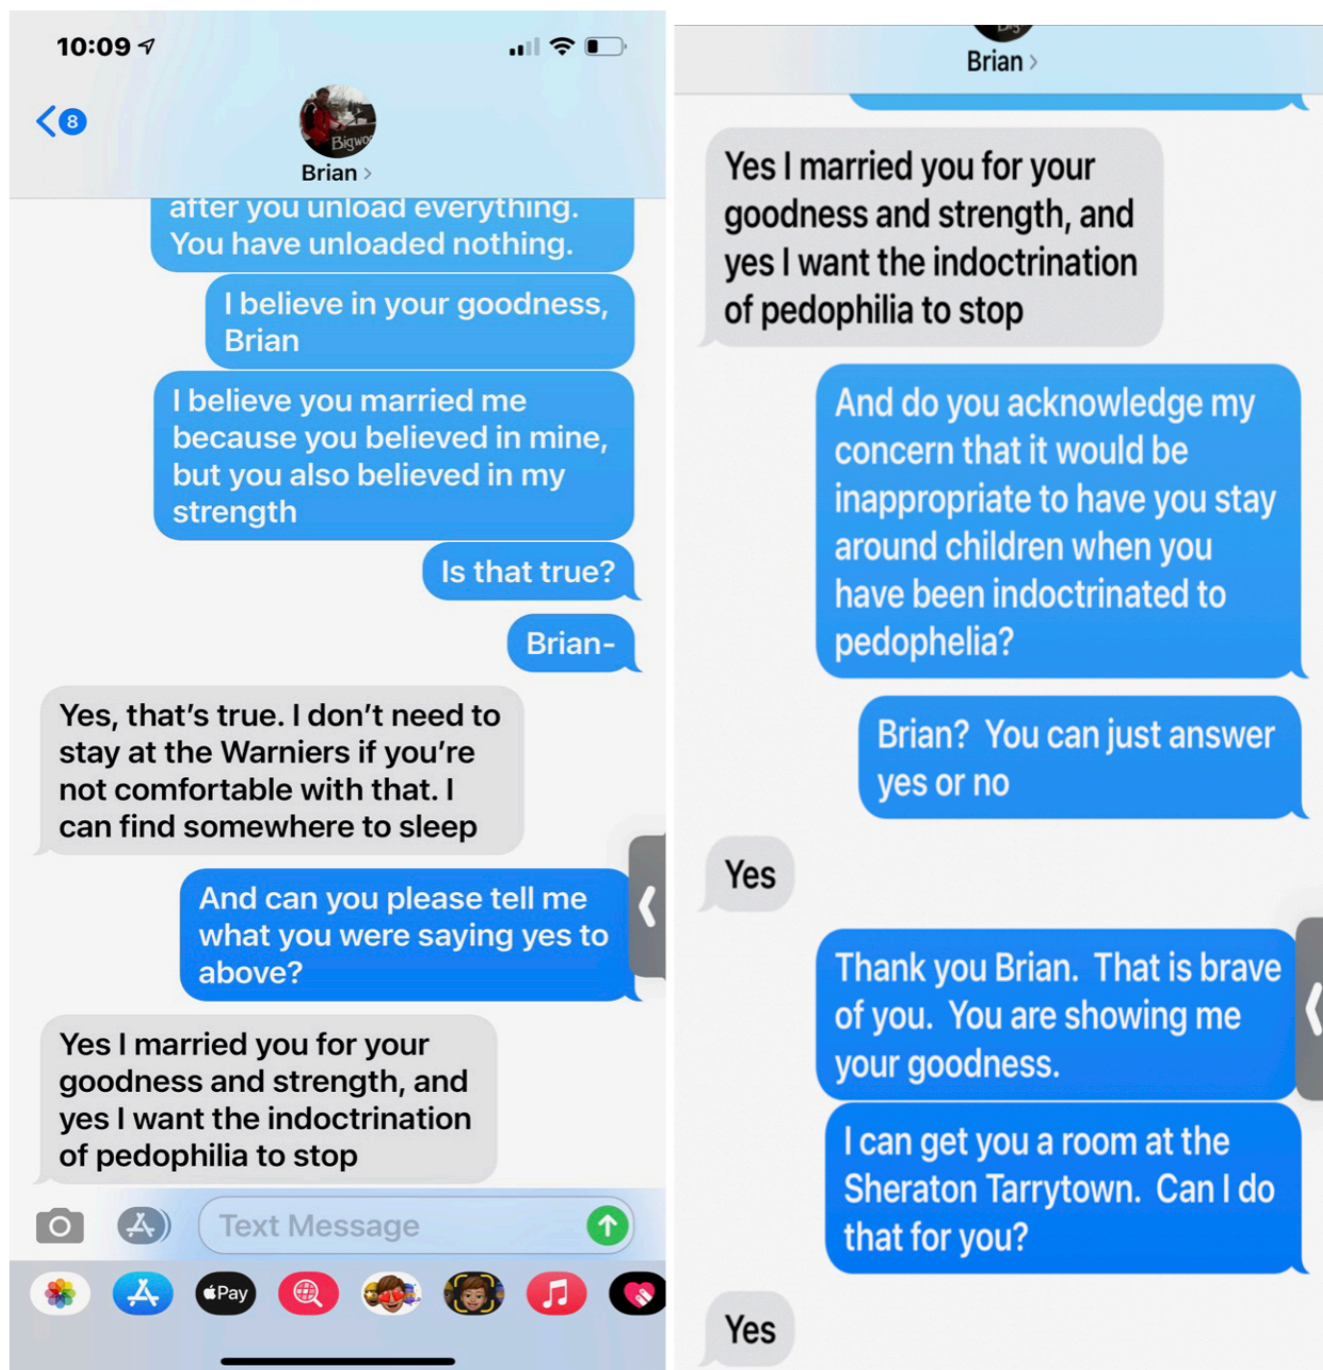 10:09
8
Bigwo
Brian >
after you unload everything.
You have unloaded nothing.
I believe in your goodness,
Brian
I believe you married me
because you believed in mine,
but you also believed in my
strength
Is that true?
Brian-
Yes, that's true. I don't need to
stay at the Warniers if you're
not comfortable with that. I
can find somewhere to sleep
And can you please tell me
what you were saying yes to
above?
Yes I married you for your
goodness and strength, and
yes I want the indoctrination
of pedophilia to stop
Text Message
Pay
Brian >
Yes I married you for your
goodness and strength, and
yes I want the indoctrination
of pedophilia to stop
And do you acknowledge my
concern that it would be
inappropriate to have you stay
around children when you
have been indoctrinated to
pedophelia?
Brian?  You can just answer
yes or no
Yes
Thank you Brian.  That is brave
of you.  You are showing me
your goodness.
I can get you a room at the
Sheraton Tarrytown.  Can I do
that for you?
Yes